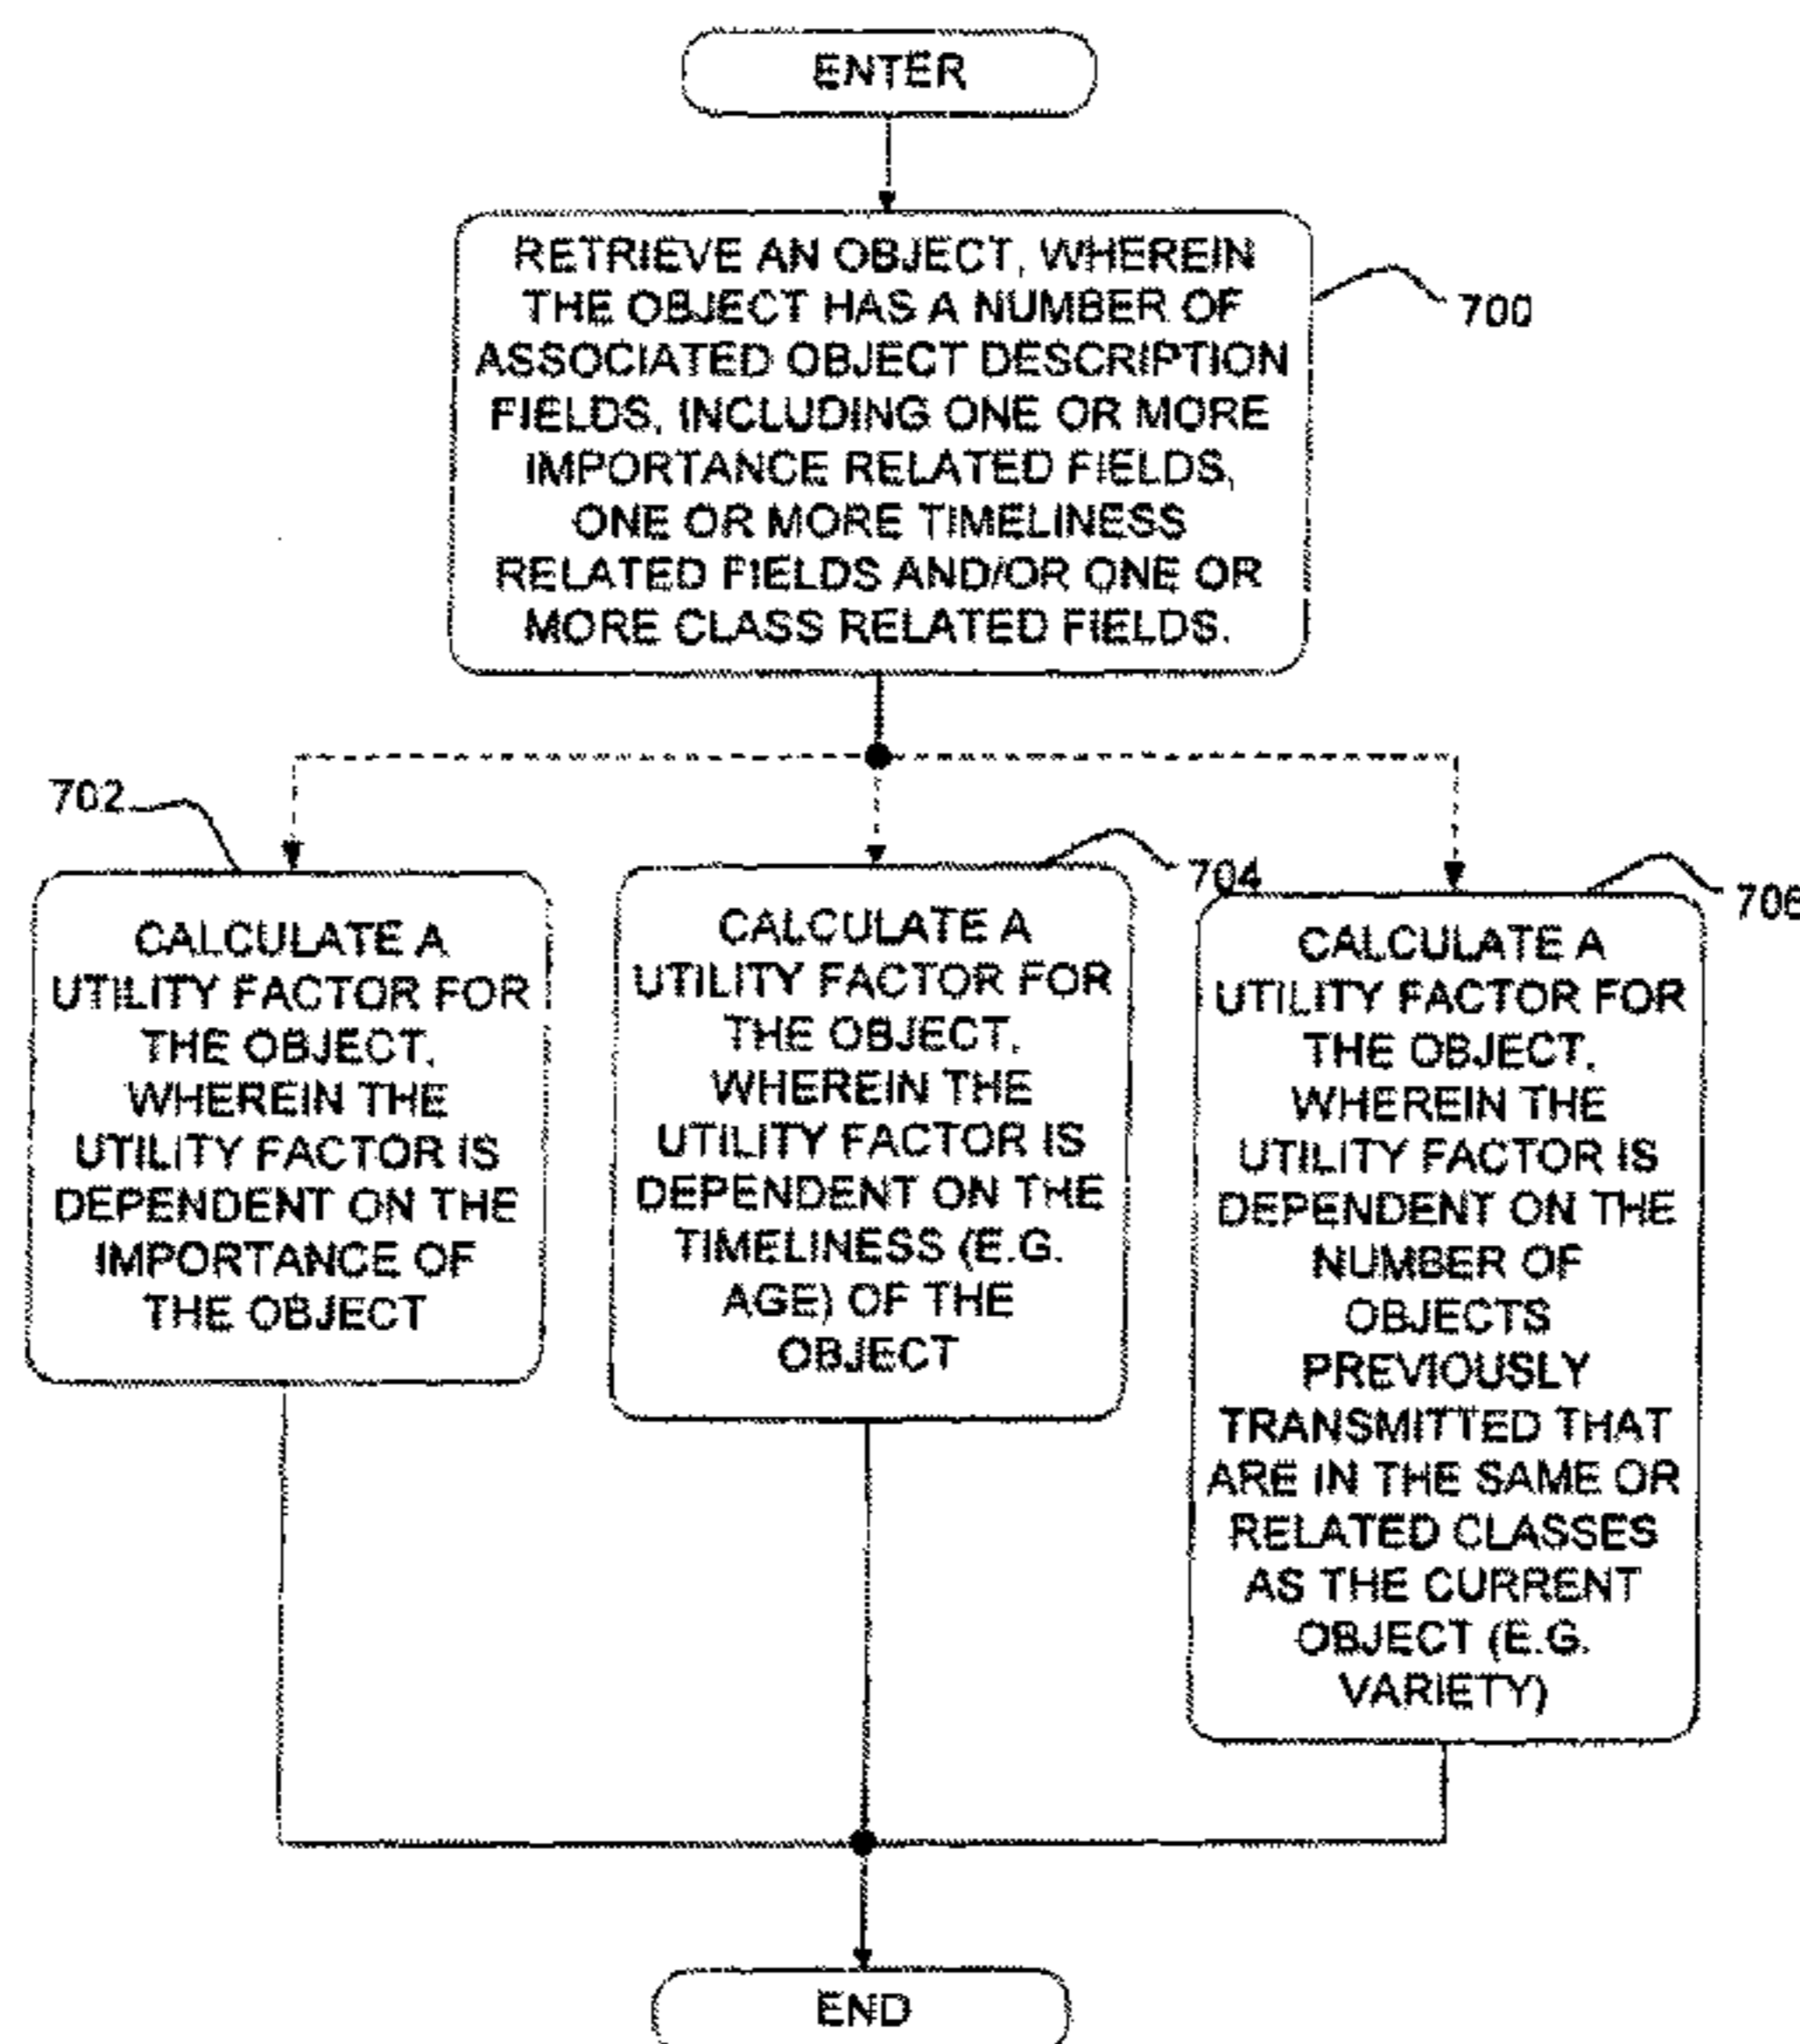 ENTER
RETRIEVE AN OBJECT, WHEREIN
THE OBJECT HAS A NUMBER OF
ASSOCIATED OBJECT DESCRIPTION
FIELDS, INCLUDING ONE OR MORE
IMPORTANCE RELATED FIELDS,
ONE OR MORE TIMELINESS
RELATED FIELDS AND/OR ONE OR
MORE CLASS RELATED FIELDS.
700
702
CALCULATE A
UTILITY FACTOR FOR
THE OBJECT,
WHEREIN THE
UTILITY FACTOR IS
DEPENDENT ON THE
IMPORTANCE OF
THE OBJECT
704
CALCULATE A
UTILITY FACTOR FOR
THE OBJECT,
WHEREIN THE
UTILITY FACTOR IS
DEPENDENT ON THE
TIMELINESS (E.G.
AGE) OF THE
OBJECT
706
CALCULATE A
UTILITY FACTOR FOR
THE OBJECT,
WHEREIN THE
UTILITY FACTOR IS
DEPENDENT ON THE
NUMBER OF
OBJECTS
PREVIOUSLY
TRANSMITTED THAT
ARE IN THE SAME OR
RELATED CLASSES
AS THE CURRENT
OBJECT (E.G.
VARIETY)
END